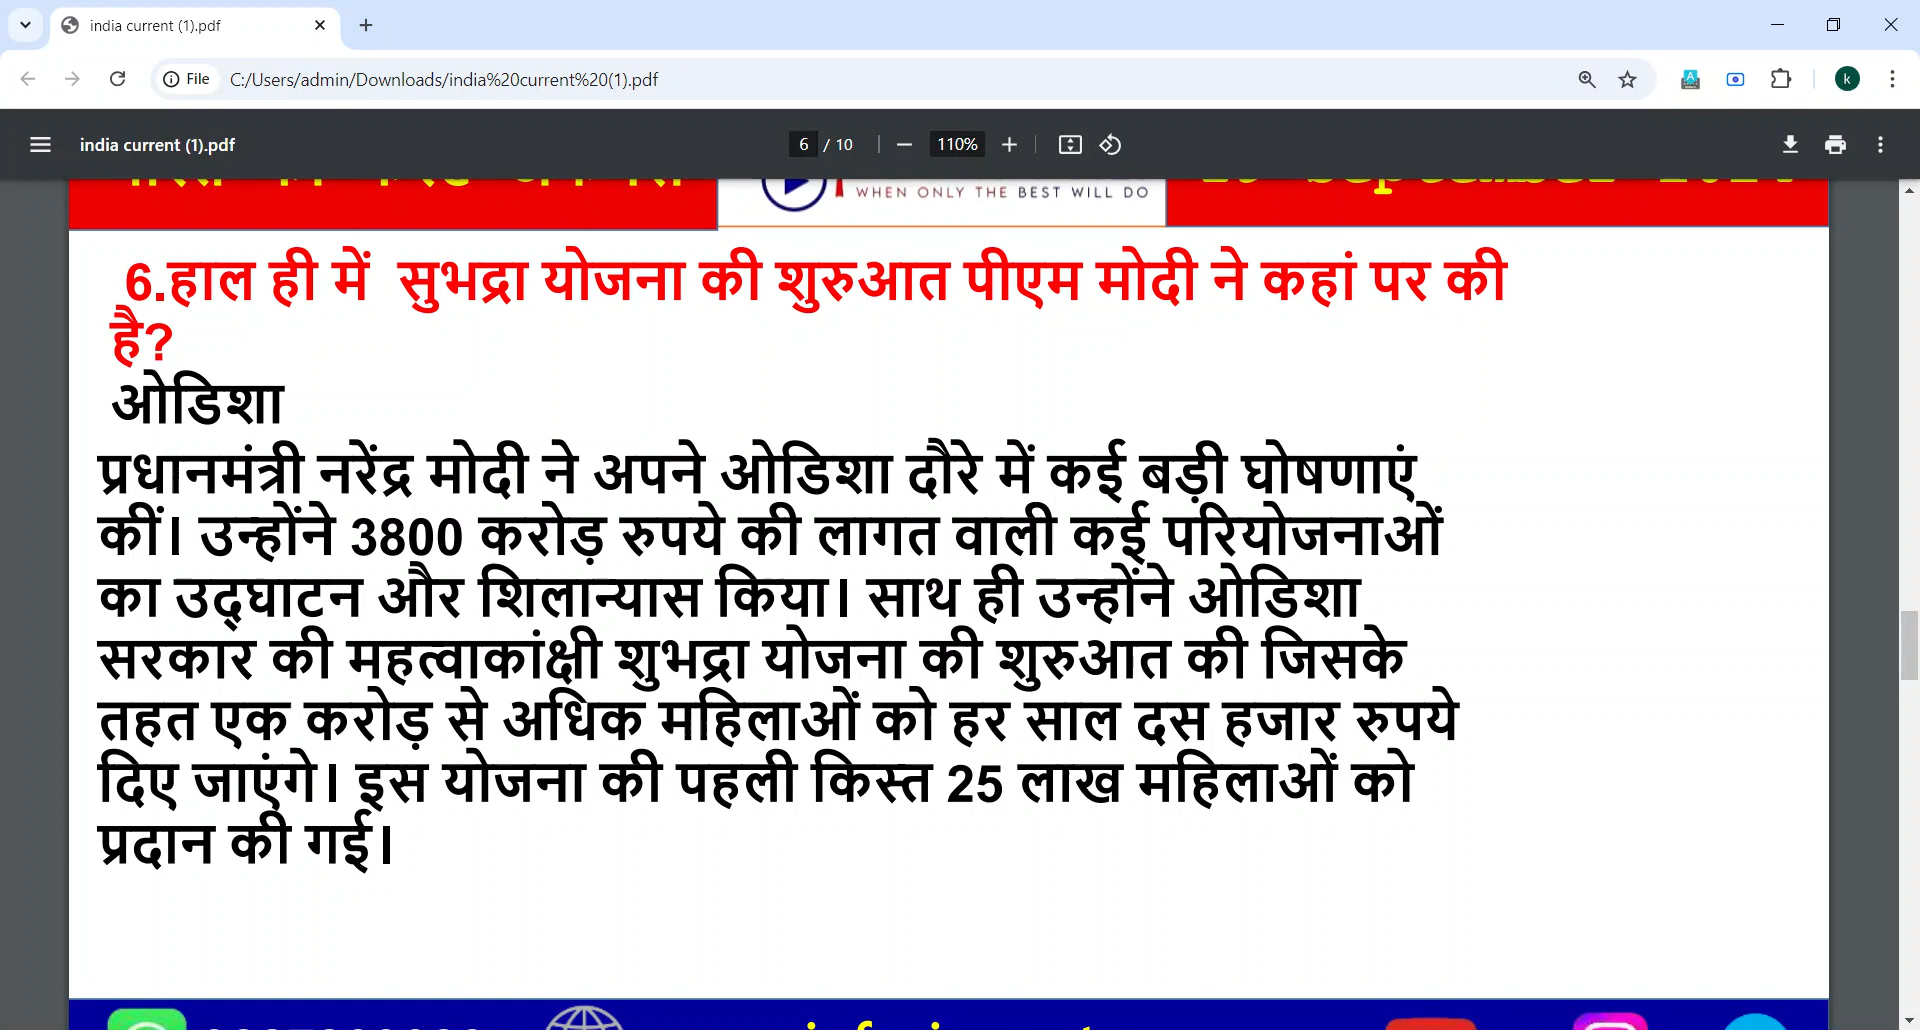 india current (1).pdf
File C:/Users/admin/Downloads/india%20current%20(1).pdf
k
india current (1).pdf
6 / 10
110%
WHEN ONLY THE BEST WILL DO
6.हाल ही में सुभद्रा योजना की शुरुआत पीएम मोदी ने कहां पर की
है?
ओडिशा
प्रधानमंत्री नरेंद्र मोदी ने अपने ओडिशा दौरे में कई बड़ी घोषणाएं
कीं। उन्होंने 3800 करोड़ रुपये की लागत वाली कई परियोजनाओं
का उद्घाटन और शिलान्यास किया। साथ ही उन्होंने ओडिशा
सरकार की महत्वाकांक्षी शुभद्रा योजना की शुरुआत की जिसके
तहत एक करोड़ से अधिक महिलाओं को हर साल दस हजार रुपये
दिए जाएंगे। इस योजना की पहली किस्त 25 लाख महिलाओं को
प्रदान की गई।